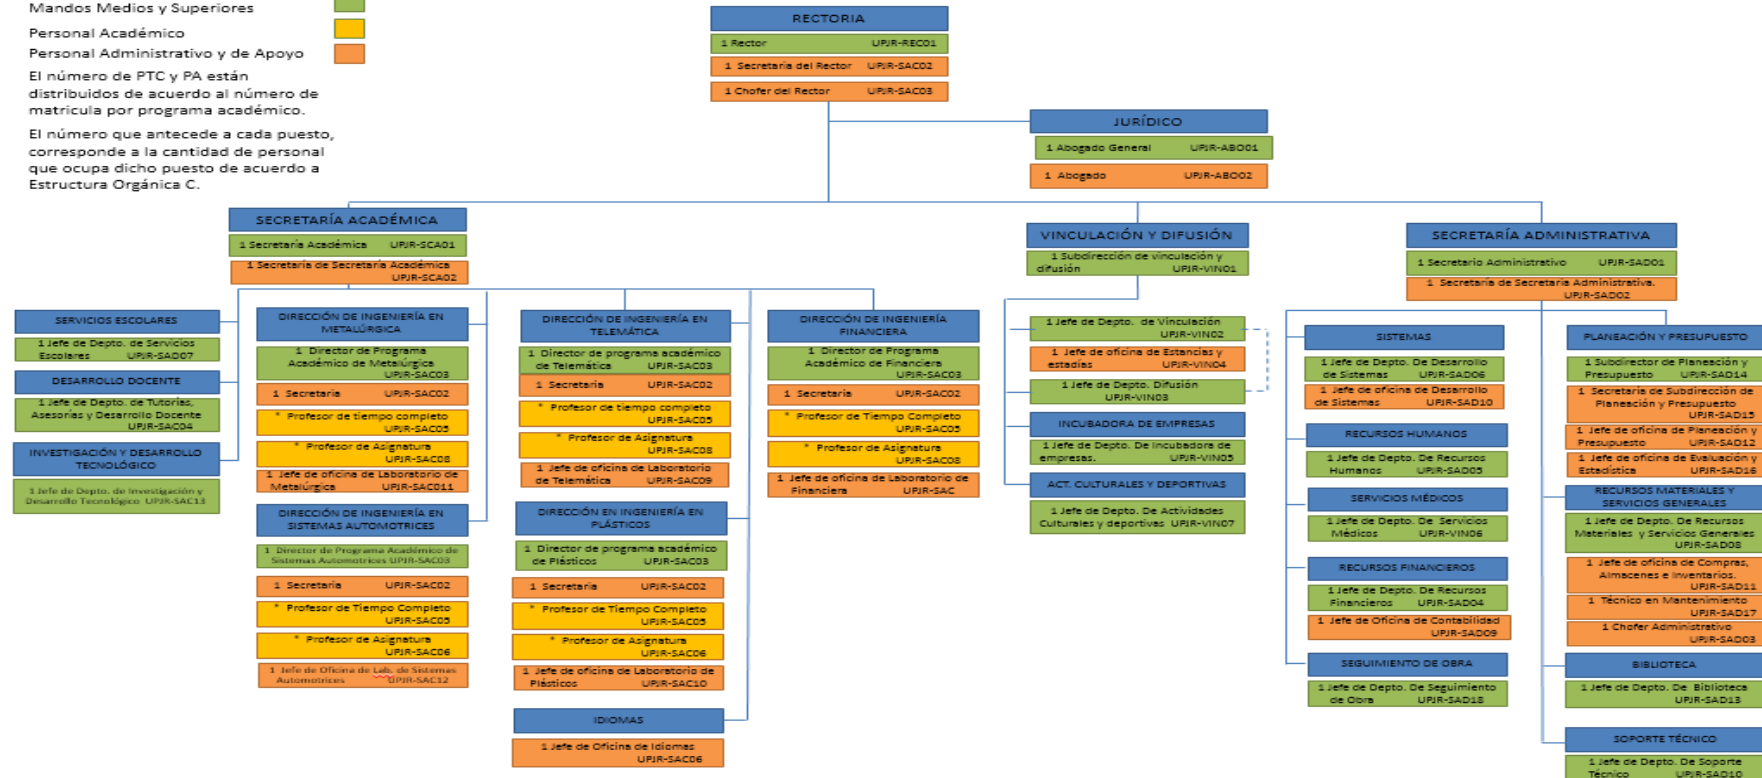 Mandos Medios y Superiores
Personal Académico
Personal Administrativo y de Apoyo
El número de PTC y PA están
distribuidos de acuerdo al número de
matricula por programa académico.
El número que antecede a cada puesto,
corresponde a la cantidad de personal
que ocupa dicho puesto de acuerdo a
Estructura Orgánica C.
RECTORIA
1 Rector UPJR-REC01
1 Secretaria del Rector UPJR-SAC02
1 Chofer del Rector UPJR-SAC03
JURÍDICO
1 Abogado General UPJR-ABO01
1 Abogado UPJR-ABO02
SECRETARÍA ACADÉMICA
1 Secretaría Académica UPJR-SCA01
1 Secretaría de Secretaría Académica
UPJR-SCA02
SERVICIOS ESCOLARES
1 Jefe de Depto. de Servicios
Escolares UPJR-SAD07
DESARROLLO DOCENTE
1 Jefe de Depto. de Tutorías,
Asesorías y Desarrollo Docente
UPJR-SAC04
INVESTIGACIÓN Y DESARROLLO
TECNOLÓGICO
1 Jefe de Depto. de Investigación y
Desarrollo Tecnológico UPJR-SAC13
DIRECCIÓN DE INGENIERÍA EN
METALÚRGICA
1 Director de Programa
Académico de Metalúrgica
UPJR-SAC03
1 Secretaria UPJR-SAC02
* Profesor de tiempo completo
UPJR-SAC05
* Profesor de Asignatura
UPJR-SAC08
1 Jefe de oficina de Laboratorio de
Metalúrgica UPJR-SAC011
DIRECCIÓN DE INGENIERÍA EN
SISTEMAS AUTOMOTRICES
1 Director de Programa Académico de
Sistemas Automotrices UPJR-SAC03
1 Secretaria UPJR-SAC02
* Profesor de Tiempo Completo
UPJR-SAC05
* Profesor de Asignatura
UPJR-SAC06
1 Jefe de Oficina de Lab. de Sistemas
Automotrices UPJR-SAC12
DIRECCIÓN DE INGENIERÍA EN
TELEMÁTICA
1 Director de programa académico
de Telemática UPJR-SAC03
1 Secretaria UPJR-SAC02
* Profesor de tiempo completo
UPJR-SAC05
* Profesor de Asignatura
UPJR-SAC08
1 Jefe de oficina de Laboratorio
de Telemática UPJR-SAC09
DIRECCIÓN EN INGENIERÍA EN
PLÁSTICOS
1 Director de programa académico
de Plásticos UPJR-SAC03
1 Secretaria UPJR-SAC02
* Profesor de Tiempo Completo
UPJR-SAC05
* Profesor de Asignatura
UPJR-SAC06
1 Jefe de oficina de Laboratorio de
Plásticos UPJR-SAC10
IDIOMAS
1 Jefe de Oficina de Idiomas
UPJR-SAC06
DIRECCIÓN DE INGENIERÍA
FINANCIERA
1 Director de Programa
Académico de Financiera
UPJR-SAC03
1 Secretaria UPJR-SAC02
* Profesor de Tiempo Completo
UPJR-SAC05
* Profesor de Asignatura
UPJR-SAC08
1 Jefe de oficina de Laboratorio de
Financiera UPJR-SAC
VINCULACIÓN Y DIFUSIÓN
1 Subdirección de vinculación y
difusión UPJR-VIN01
1 Jefe de Depto. de Vinculación
UPJR-VIN02
1 Jefe de oficina de Estancias y
estadías UPJR-VIN04
1 Jefe de Depto. Difusión
UPJR-VIN03
INCUBADORA DE EMPRESAS
1 Jefe de Depto. De Incubadora de
empresas. UPJR-VIN05
ACT. CULTURALES Y DEPORTIVAS
1 Jefe de Depto. De Actividades
Culturales y deportivas UPJR-VIN07
SECRETARÍA ADMINISTRATIVA
1 Secretario Administrativo UPJR-SAD01
1 Secretaria de Secretaría Administrativa.
UPJR-SAD02
SISTEMAS
1 Jefe de Depto. De Desarrollo
de Sistemas UPJR-SAD06
1 Jefe de oficina de Desarrollo
de Sistemas UPJR-SAD10
RECURSOS HUMANOS
1 Jefe de Depto. De Recursos
Humanos UPJR-SAD05
SERVICIOS MÉDICOS
1 Jefe de Depto. De Servicios
Médicos UPJR-VIN06
RECURSOS FINANCIEROS
1 Jefe de Depto. De Recursos
Financieros UPJR-SAD04
1 Jefe de Oficina de Contabilidad
UPJR-SAD09
SEGUIMIENTO DE OBRA
1 Jefe de Depto. De Seguimiento
de Obra UPJR-SAD18
PLANEACIÓN Y PRESUPUESTO
1 Subdirector de Planeación y
Presupuesto UPJR-SAD14
1 Secretaria de Subdirección de
Planeación y Presupuesto
UPJR-SAD15
1 Jefe de oficina de Planeación y
Presupuesto UPJR-SAD12
1 Jefe de oficina de Evaluación y
Estadística UPJR-SAD16
RECURSOS MATERIALES Y
SERVICIOS GENERALES
1 Jefe de Depto. De Recursos
Materiales y Servicios Generales
UPJR-SAD08
1 Jefe de oficina de Compras,
Almacenes e Inventarios.
UPJR-SAD11
1 Técnico en Mantenimiento
UPJR-SAD17
1 Chofer Administrativo
UPJR-SAD03
BIBLIOTECA
1 Jefe de Depto. De Biblioteca
UPJR-SAD13
SOPORTE TÉCNICO
1 Jefe de Depto. De Soporte
Técnico UPJR-SAD10